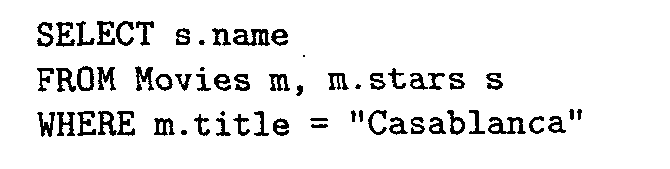 SELECT s.name
FROM Movies m, m.stars s
WHERE m.title = "Casablanca"